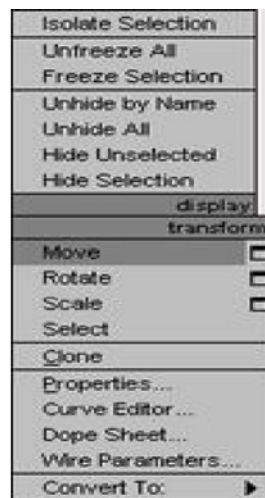 Isolate Selection
Unfreeze All
Freeze Selection
Unhide by Name
Unhide All
Hide Unselected
Hide Selection
display
transform
Move
Rotate
Scale
Select
Clone
Properties...
Curve Editor...
Dope Sheet...
Wire Parameters...
Convert To: